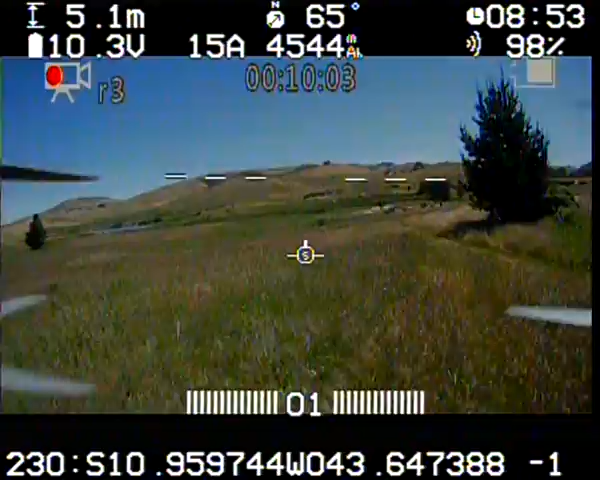 5.1m 65° 08:53
10.3V 15A 4544mAh 98%
r3 00:10:03
S
01
230:S10.959744W043.647388 -1